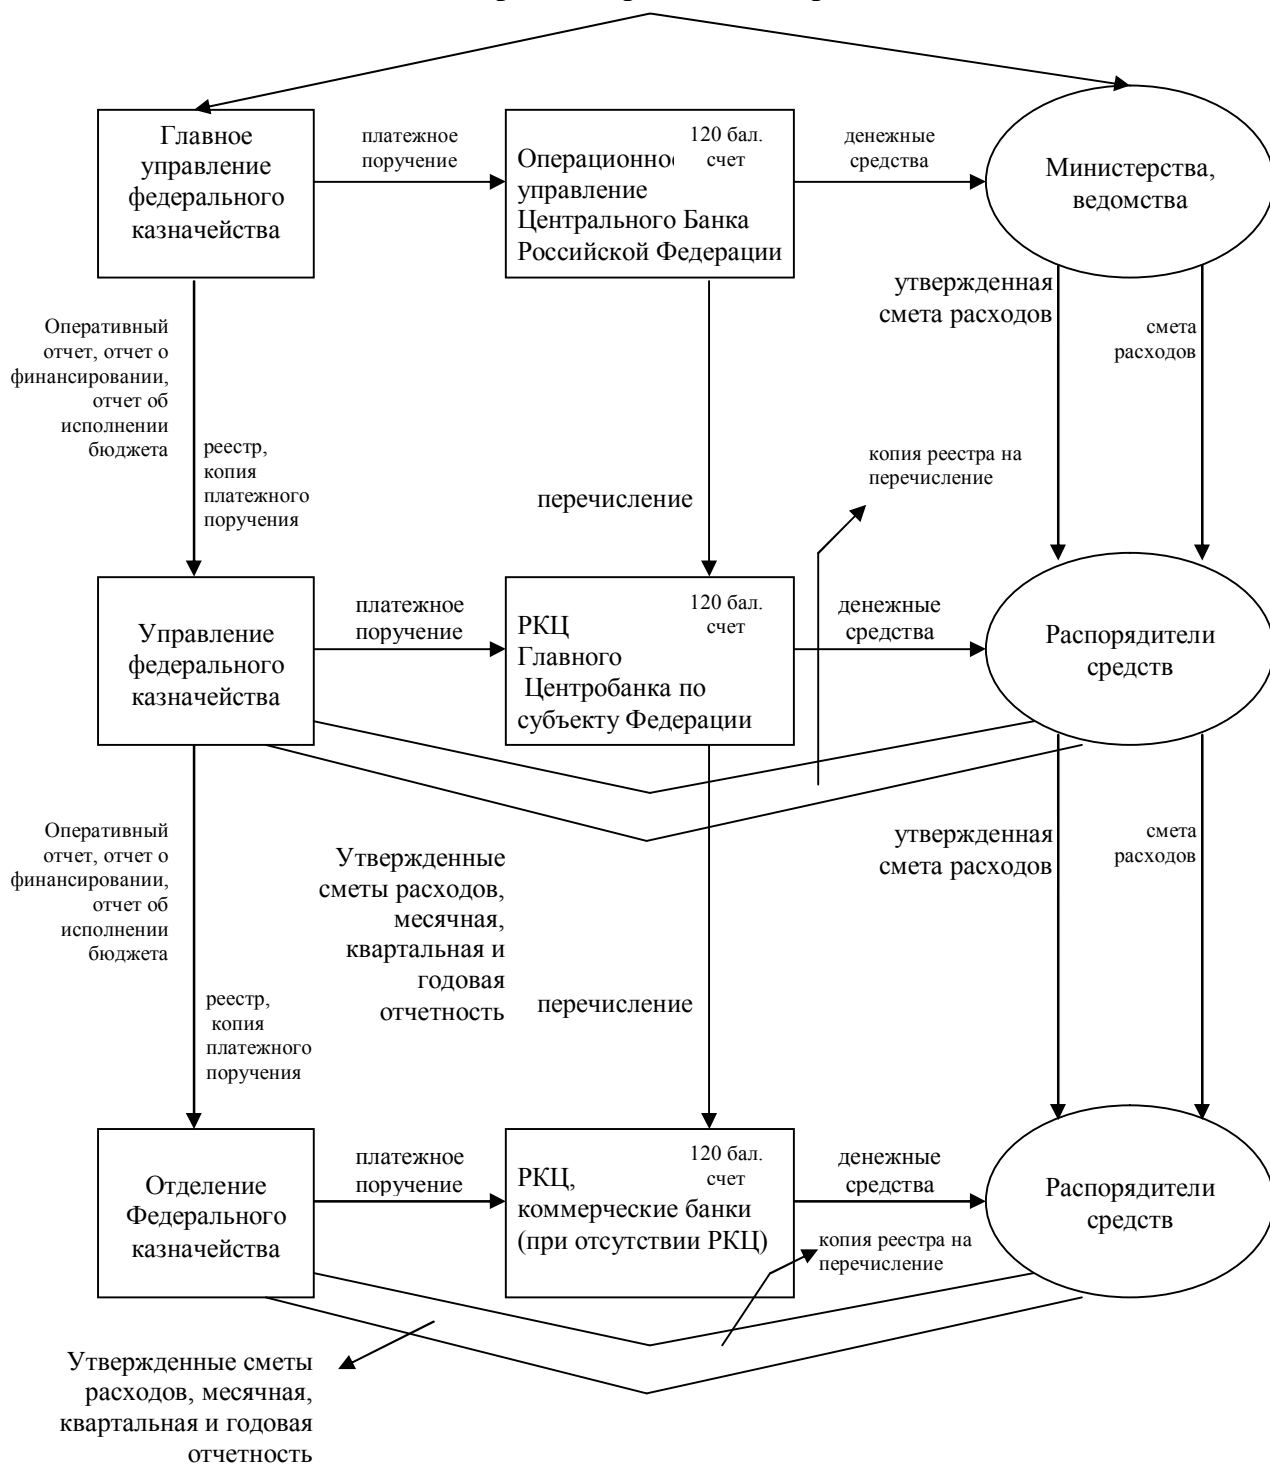 Главное
управление
федерального
казначейства
платежное
поручение
120 бал.
счет
Операционно
управление
Центрального Банка
Российской Федерации
денежные
средства
Министерства,
ведомства
Оперативный
отчет, отчет о
финансировании,
отчет об
исполнении
бюджета
реестр,
копия
платежного
поручения
перечисление
утвержденная
смета расходов
смета
расходов
копия реестра на
перечисление
Управление
федерального
казначейства
платежное
поручение
120 бал.
счет
РКЦ
Главного
Центробанка по
субъекту Федерации
денежные
средства
Распорядители
средств
Оперативный
отчет, отчет о
финансировании,
отчет об
исполнении
бюджета
реестр,
копия
платежного
поручения
Утвержденные
сметы расходов,
месячная,
квартальная и
годовая
отчетность
перечисление
утвержденная
смета расходов
смета
расходов
Отделение
Федерального
казначейства
платежное
поручение
120 бал.
счет
РКЦ,
коммерческие банки
(при отсутствии РКЦ)
денежные
средства
Распорядители
средств
копия реестра на
перечисление
Утвержденные сметы
расходов, месячная,
квартальная и годовая
отчетность